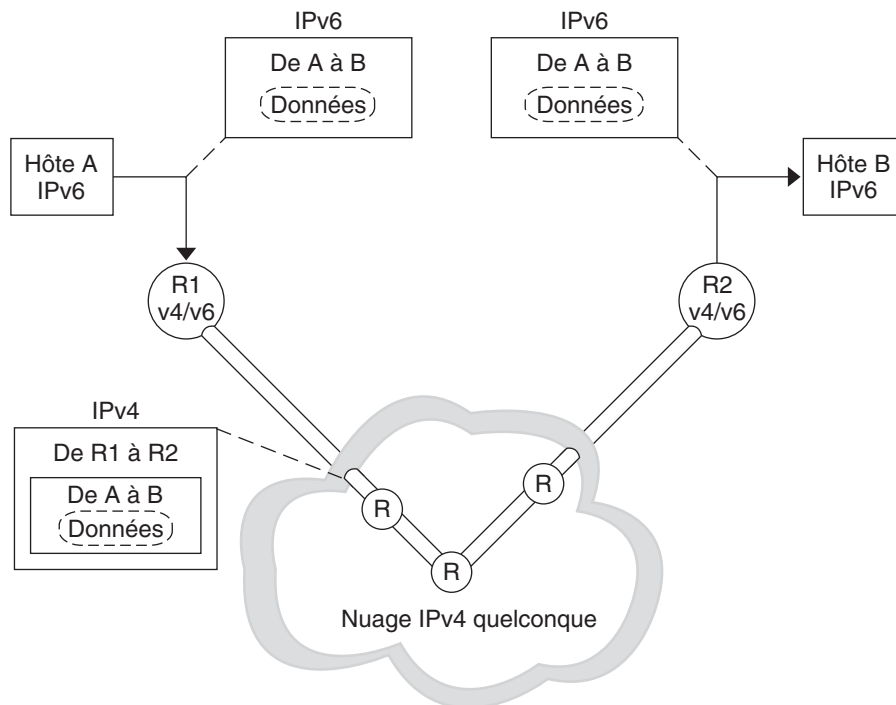 IPv6
De A à B
Données
IPv6
De A à B
Données
Hôte A
IPv6
Hôte B
IPv6
R1
v4/v6
R2
v4/v6
IPv4
De R1 à R2
De A à B
Données
R
R
R
Nuage IPv4 quelconque